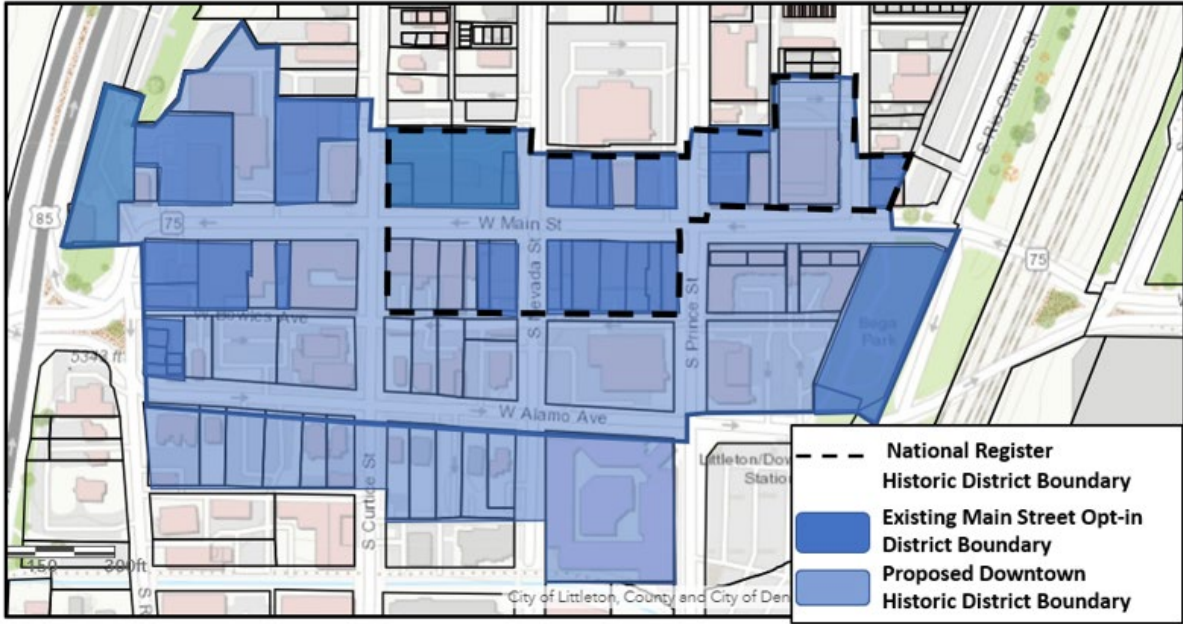 S Rio Grande St
85
75
W Main St
75
S Nevada St
S Prince St
W Bowles Ave
Bega
Park
5343 ft
W Alamo Ave
S Curtice St
Littleton/Dow
Station
150 300ft
S R
City of Littleton, County and City of Den
National Register
Historic District Boundary
Existing Main Street Opt-in
District Boundary
Proposed Downtown
Historic District Boundary